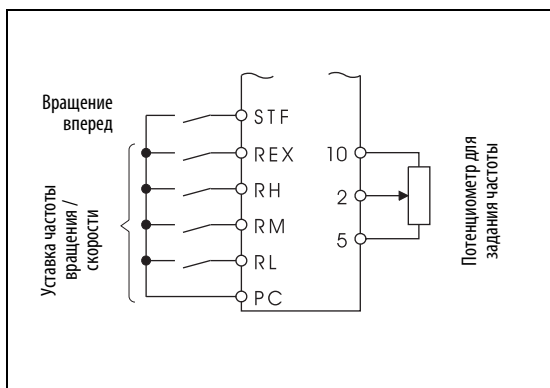 Вращение
вперед
Уставка частоты
вращения /
скорости
STF
REX
RH
RM
RL
PC
10
2
5
Потенциометр для
задания частоты